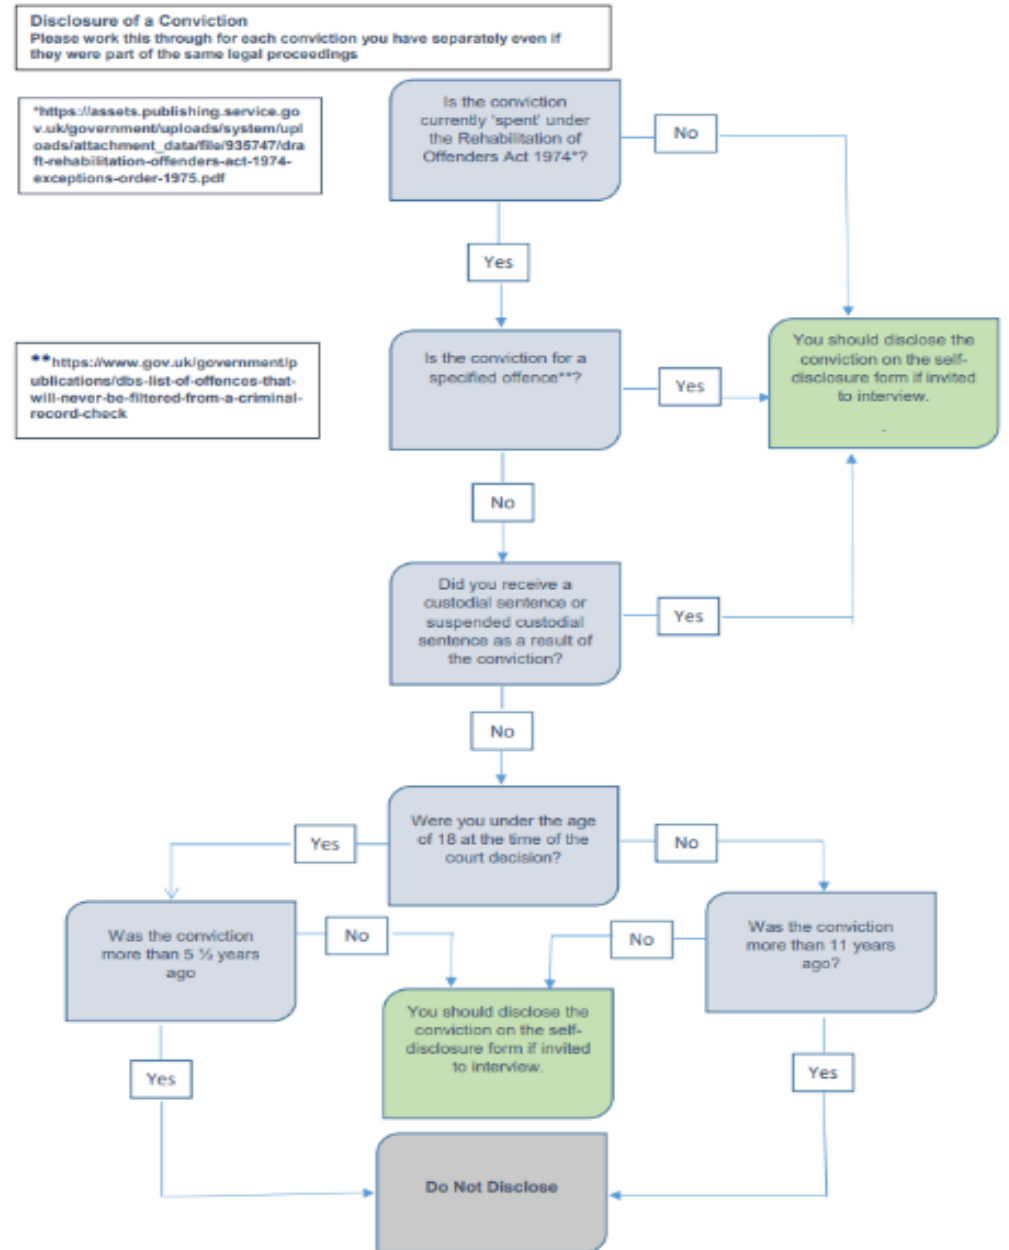 Disclosure of a Conviction
Please work this through for each conviction you have separately even if
they were part of the same legal proceedings
*https://assets.publishing.service.go
v.uk/government/uploads/system/upl
oads/attachment_data/file/935747/dra
ft-rehabilitation-offenders-act-1974-
exceptions-order-1975.pdf
Is the conviction
currently 'spent' under
the Rehabilitation of
Offenders Act 1974*?
No
Yes
**https://www.gov.uk/government/p
ublications/dbs-list-of-offences-that-
will-never-be-filtered-from-a-criminal-
record-check
Is the conviction for a
specified offence**?
Yes
You should disclose the
conviction on the self-
disclosure form if invited
to interview.
.
No
Did you receive a
custodial sentence or
suspended custodial
sentence as a result of
the conviction?
Yes
No
Were you under the age
of 18 at the time of the
court decision?
Yes
No
Was the conviction
more than 5 ½ years
ago
No
No
Was the conviction
more than 11 years
ago?
You should disclose the
conviction on the self-
disclosure form if invited
to interview.
Yes
Yes
Do Not Disclose